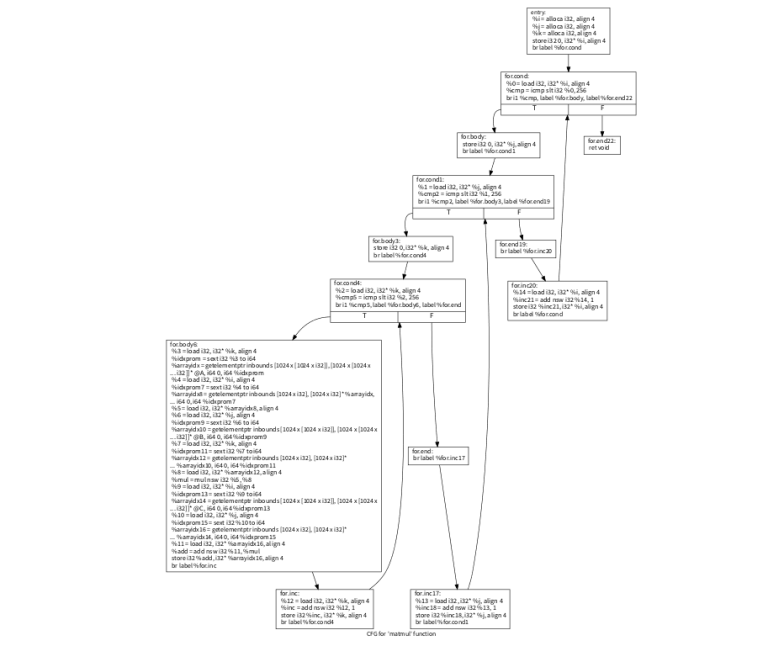 entry:
%i = alloca i32, align 4
%j = alloca i32, align 4
%k = alloca i32, align 4
store i32 0, i32* %i, align 4
br label %for.cond
for.cond:
%0 = load i32, i32* %i, align 4
%cmp = icmp slt i32 %0, 256
br i1 %cmp, label %for.body, label %for.end22
T F
for.body:
store i32 0, i32* %j, align 4
br label %for.cond1
for.end22:
ret void
for.cond1:
%1 = load i32, i32* %j, align 4
%cmp2 = icmp slt i32 %1, 256
br i1 %cmp2, label %for.body3, label %for.end19
T F
for.body3:
store i32 0, i32* %k, align 4
br label %for.cond4
for.end19:
br label %for.inc20
for.cond4:
%2 = load i32, i32* %k, align 4
%cmp5 = icmp slt i32 %2, 256
br i1 %cmp5, label %for.body6, label %for.end
T F
for.inc20:
%14 = load i32, i32* %i, align 4
%inc21 = add nsw i32 %14, 1
store i32 %inc21, i32* %i, align 4
br label %for.cond
for.body6:
%3 = load i32, i32* %k, align 4
%idxprom = sext i32 %3 to i64
%arrayidx = getelementptr inbounds [1024 x [1024 x i32]], [1024 x [1024 x
... i32]]* @A, i64 0, i64 %idxprom
%4 = load i32, i32* %i, align 4
%idxprom7 = sext i32 %4 to i64
%arrayidx8 = getelementptr inbounds [1024 x i32], [1024 x i32]* %arrayidx,
... i64 0, i64 %idxprom7
%5 = load i32, i32* %arrayidx8, align 4
%6 = load i32, i32* %j, align 4
%idxprom9 = sext i32 %6 to i64
%arrayidx10 = getelementptr inbounds [1024 x [1024 x i32]], [1024 x [1024 x
... i32]]* @B, i64 0, i64 %idxprom9
%7 = load i32, i32* %k, align 4
%idxprom11 = sext i32 %7 to i64
%arrayidx12 = getelementptr inbounds [1024 x i32], [1024 x i32]*
... %arrayidx10, i64 0, i64 %idxprom11
%8 = load i32, i32* %arrayidx12, align 4
%mul = mul nsw i32 %5, %8
%9 = load i32, i32* %i, align 4
%idxprom13 = sext i32 %9 to i64
%arrayidx14 = getelementptr inbounds [1024 x [1024 x i32]], [1024 x [1024 x
... i32]]* @C, i64 0, i64 %idxprom13
%10 = load i32, i32* %j, align 4
%idxprom15 = sext i32 %10 to i64
%arrayidx16 = getelementptr inbounds [1024 x i32], [1024 x i32]*
... %arrayidx14, i64 0, i64 %idxprom15
%11 = load i32, i32* %arrayidx16, align 4
%add = add nsw i32 %11, %mul
store i32 %add, i32* %arrayidx16, align 4
br label %for.inc
for.end:
br label %for.inc17
for.inc:
%12 = load i32, i32* %k, align 4
%inc = add nsw i32 %12, 1
store i32 %inc, i32* %k, align 4
br label %for.cond4
for.inc17:
%13 = load i32, i32* %j, align 4
%inc18 = add nsw i32 %13, 1
store i32 %inc18, i32* %j, align 4
br label %for.cond1
CFG for 'matmul' function